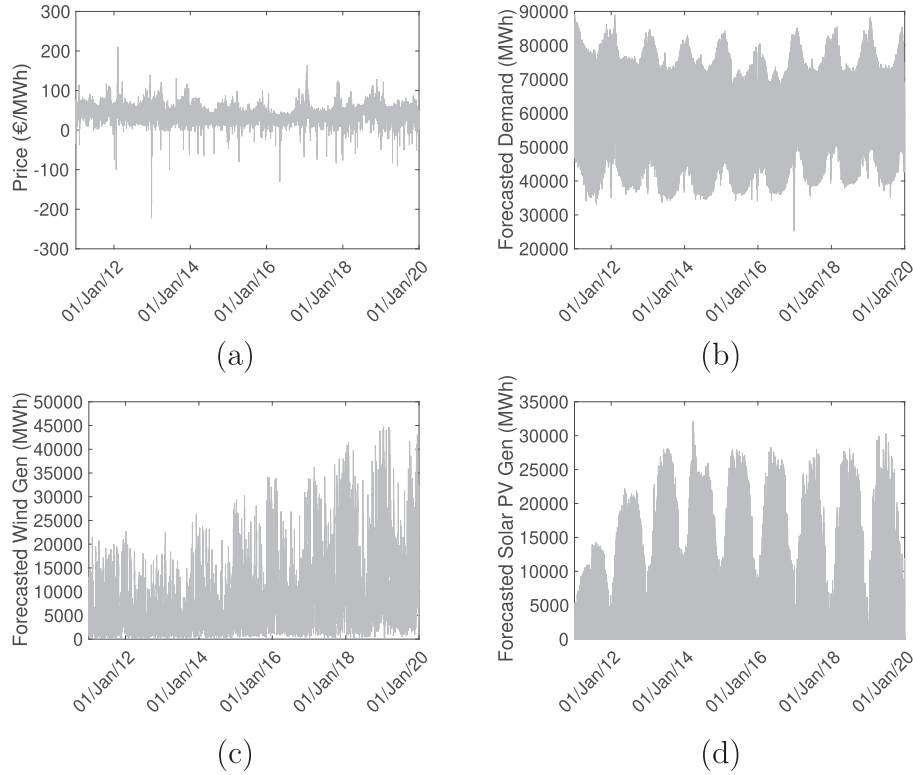 300
200
100
0
-100
-200
-300
Price (€/MWh)
01/Jan/12
01/Jan/14
01/Jan/16
01/Jan/18
01/Jan/20
(a)
90000
80000
70000
60000
50000
40000
30000
20000
Forecasted Demand (MWh)
01/Jan/12
01/Jan/14
01/Jan/16
01/Jan/18
01/Jan/20
(b)
50000
45000
40000
35000
30000
25000
20000
15000
10000
5000
0
Forecasted Wind Gen (MWh)
01/Jan/12
01/Jan/14
01/Jan/16
01/Jan/18
01/Jan/20
(c)
35000
30000
25000
20000
15000
10000
5000
0
Forecasted Solar PV Gen (MWh)
01/Jan/12
01/Jan/14
01/Jan/16
01/Jan/18
01/Jan/20
(d)